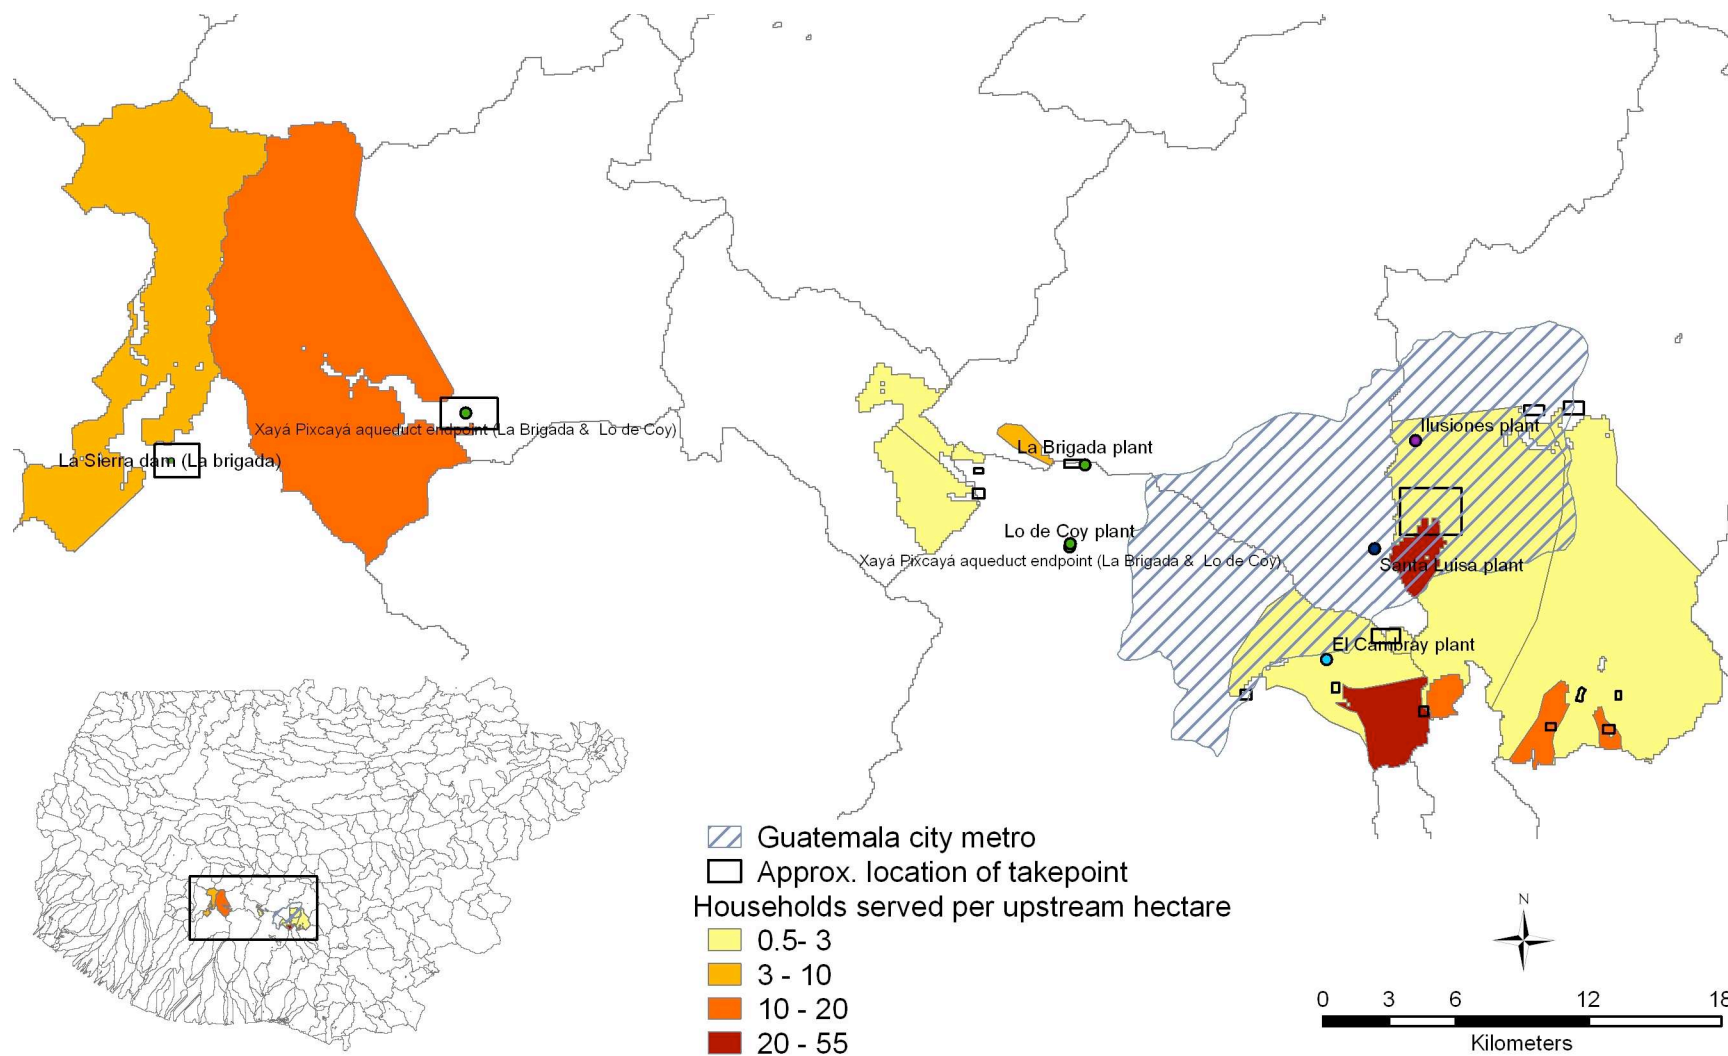 Ilusiones plant
Xayá Pixcayá aqueduct endpoint (La Brigada & Lo de Coy)
La Brigada plant
La Sierra dam (La brigada)
Lo de Coy plant
Xayá Pixcayá aqueduct endpoint (La Brigada & Lo de Coy)
Santa Luisa plant
El Cambray plant
Guatemala city metro
Approx. location of takepoint
Households served per upstream hectare
0.5- 3
3 - 10
10 - 20
20 - 55
N
0 3 6 12 18
Kilometers